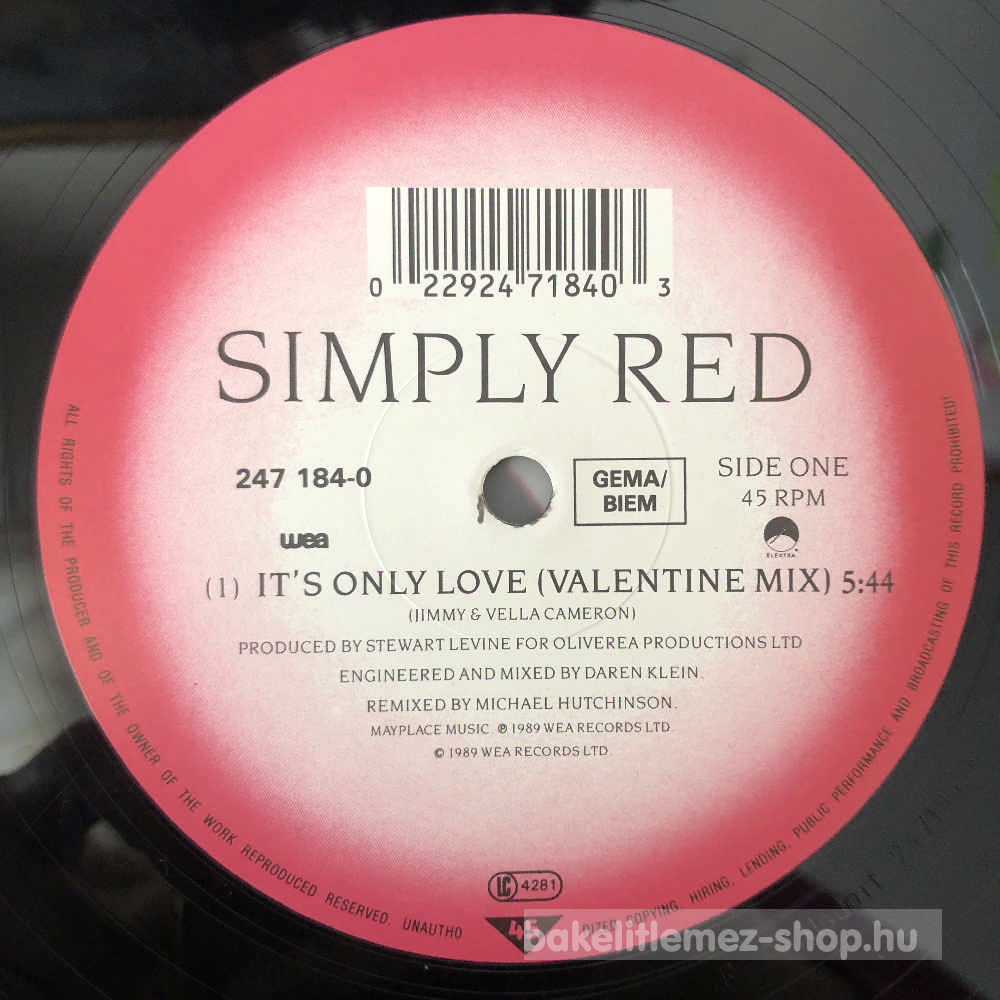 0 22924 71840 3
SIMPLY RED
247 184-0
GEMA/
BIEM
SIDE ONE
45 RPM
wea
ELEKTRA
(1) IT'S ONLY LOVE (VALENTINE MIX) 5:44
(JIMMY & VELLA CAMERON)
PRODUCED BY STEWART LEVINE FOR OLIVEREA PRODUCTIONS LTD
ENGINEERED AND MIXED BY DAREN KLEIN.
REMIXED BY MICHAEL HUTCHINSON.
MAYPLACE MUSIC. ℗ 1989 WEA RECORDS LTD.
© 1989 WEA RECORDS LTD.
LC 4281
45
ALL RIGHTS OF THE PRODUCER AND OF THE OWNER OF THE WORK REPRODUCED RESERVED. UNAUTHO
RIZED COPYING, HIRING, LENDING, PUBLIC PERFORMANCE AND BROADCASTING OF THIS RECORD PROHIBITED!
bakelitlemez-shop.hu